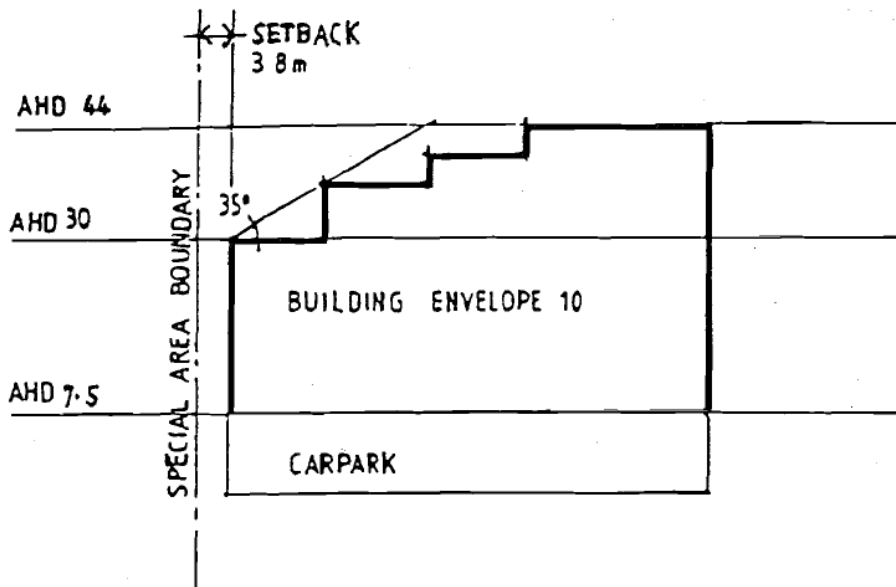 SETBACK
3 8m
AHD 44
35°
AHD 30
SPECIAL AREA BOUNDARY
BUILDING ENVELOPE 10
AHD 7.5
CARPARK